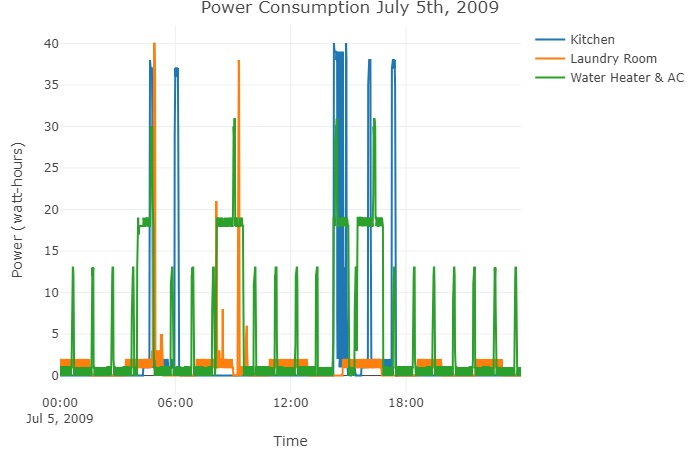 Power Consumption July 5th, 2009
Kitchen
Laundry Room
Water Heater & AC
Power (watt-hours)
40
35
30
25
20
15
10
5
0
00:00 06:00 12:00 18:00
Jul 5, 2009
Time